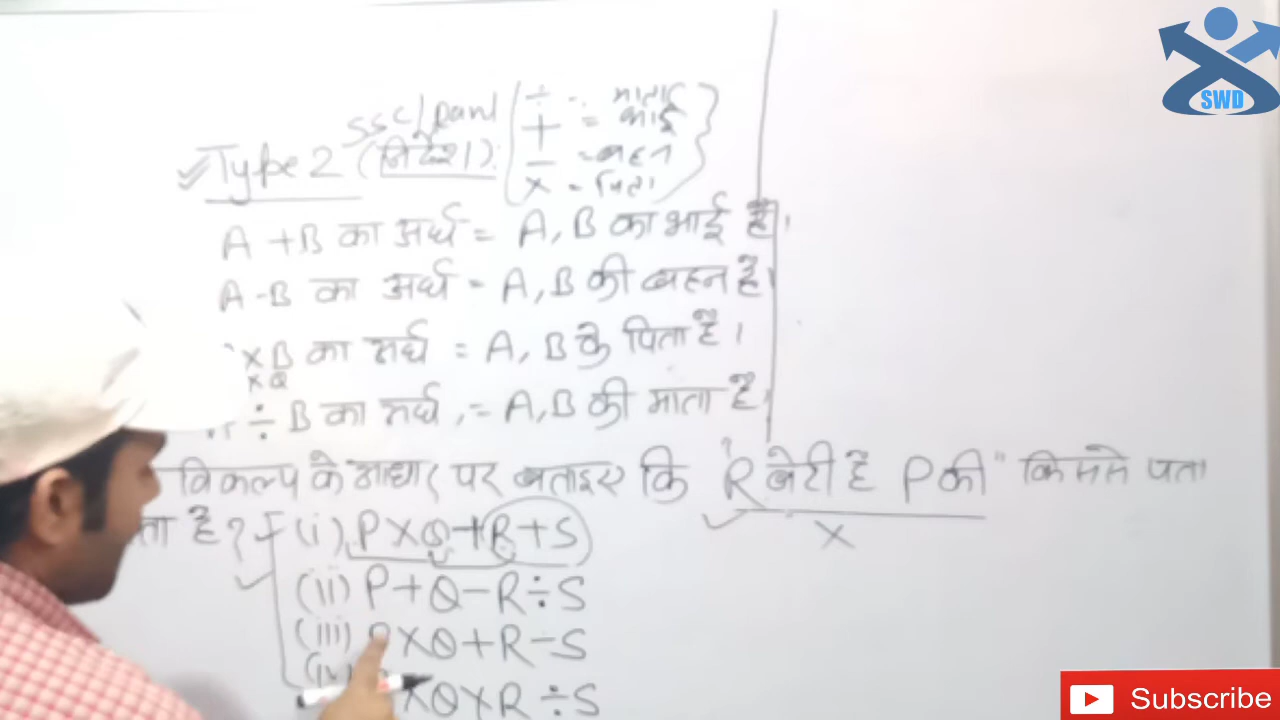 SWD
SSC/
÷ = माता
+ = भाई
- = बहन
× = पिता
Type 2 (निर्देश)
A + B का अर्थ = A, B का भाई है।
A - B का अर्थ = A, B की बहन है।
× B का अर्थ = A, B के पिता है।
× Q
÷ B का अर्थ = A, B की माता है।
विकल्प के आधार पर बताइए कि "R बेटी है P की" किससे पता
ता है?
(i) P × Q + R + S
×
(ii) P + Q - R ÷ S
(iii) P × Q + R - S
(iv)
× Q × R ÷ S
Subscribe